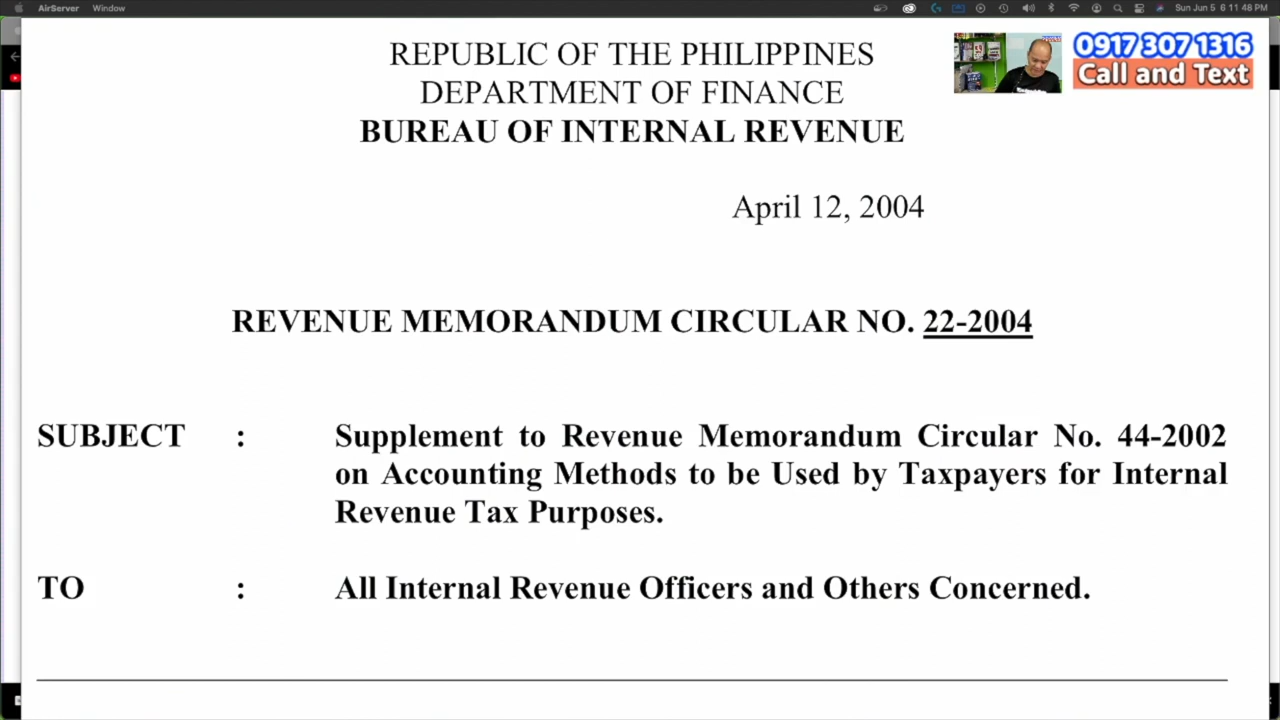 AirServer Window Sun Jun 5 6 11 48 PM
REPUBLIC OF THE PHILIPPINES
DEPARTMENT OF FINANCE
BUREAU OF INTERNAL REVENUE
0917 307 1316
Call and Text
April 12, 2004
REVENUE MEMORANDUM CIRCULAR NO. 22-2004
SUBJECT : Supplement to Revenue Memorandum Circular No. 44-2002
on Accounting Methods to be Used by Taxpayers for Internal
Revenue Tax Purposes.
TO : All Internal Revenue Officers and Others Concerned.